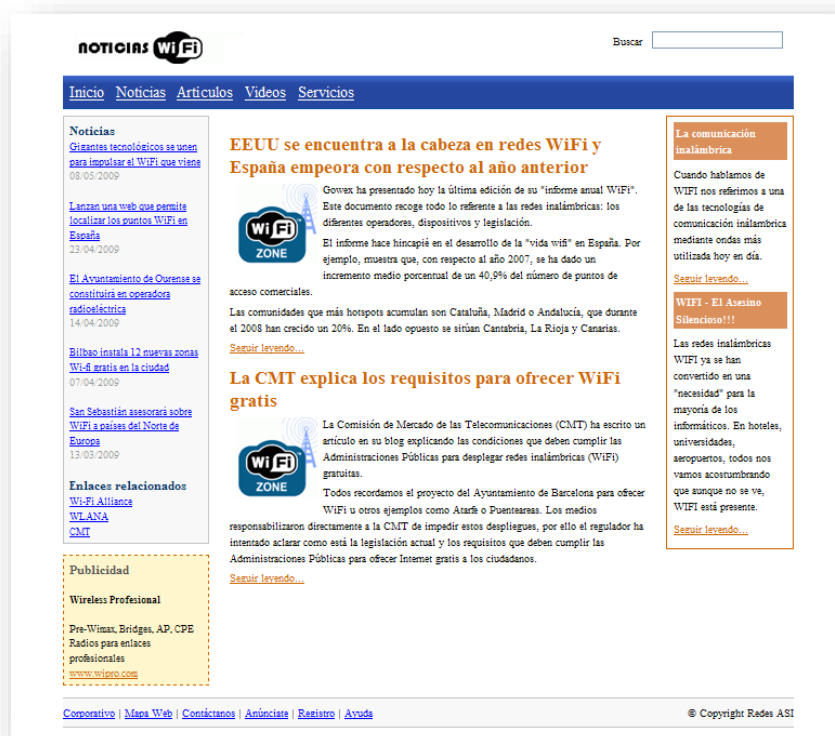 NOTICIAS WiFi
Buscar
Inicio Noticias Artículos Videos Servicios
Noticias
Gigantes tecnológicos se unen
para impulsar el WiFi que viene
08/05/2009
Lanzan una web que permite
localizar los puntos WiFi en
España
23/04/2009
El Ayuntamiento de Ourense se
constituirá en operadora
radioeléctrica
14/04/2009
Bilbao instala 12 nuevas zonas
Wi-fi gratis en la ciudad
07/04/2009
San Sebastián asesorará sobre
WiFi a países del Norte de
Europa
13/03/2009
Enlaces relacionados
Wi-Fi Alliance
WLANA
CMT
Publicidad
Wireless Profesional
Pre-Wimax, Bridges, AP, CPE
Radios para enlaces
profesionales
www.wipro.com
EEUU se encuentra a la cabeza en redes WiFi y
España empeora con respecto al año anterior
WiFi
ZONE
Gowex ha presentado hoy la última edición de su "informe anual WiFi".
Este documento recoge todo lo referente a las redes inalámbricas: los
diferentes operadores, dispositivos y legislación.
El informe hace hincapié en el desarrollo de la "vida wifi" en España. Por
ejemplo, muestra que, con respecto al año 2007, se ha dado un
incremento medio porcentual de un 40,9% del número de puntos de
acceso comerciales.
Las comunidades que más hotspots acumulan son Cataluña, Madrid o Andalucía, que durante
el 2008 han crecido un 20%. En el lado opuesto se sitúan Cantabria, La Rioja y Canarias.
Seguir leyendo...
La CMT explica los requisitos para ofrecer WiFi
gratis
WiFi
ZONE
La Comisión de Mercado de las Telecomunicaciones (CMT) ha escrito un
artículo en su blog explicando las condiciones que deben cumplir las
Administraciones Públicas para desplegar redes inalámbricas (WiFi)
gratuitas.
Todos recordamos el proyecto del Ayuntamiento de Barcelona para ofrecer
WiFi u otros ejemplos como Atarfe o Puenteareas. Los medios
responsabilizaron directamente a la CMT de impedir estos despliegues, por ello el regulador ha
intentado aclarar como está la legislación actual y los requisitos que deben cumplir las
Administraciones Públicas para ofrecer Internet gratis a los ciudadanos.
Seguir leyendo...
La comunicación
inalámbrica
Cuando hablamos de
WIFI nos referimos a una
de las tecnologías de
comunicación inálambrica
mediante ondas más
utilizada hoy en día.
Seguir leyendo...
WIFI - El Asesino
Silencioso!!!
Las redes inalámbricas
WIFI ya se han
convertido en una
"necesidad" para la
mayoría de los
informáticos. En hoteles,
universidades,
aeropuertos, todos nos
vamos acostumbrando
que aunque no se ve,
WIFI está presente.
Seguir leyendo...
Corporativo | Mapa Web | Contáctanos | Anúnciate | Registro | Ayuda
© Copyright Redes ASI